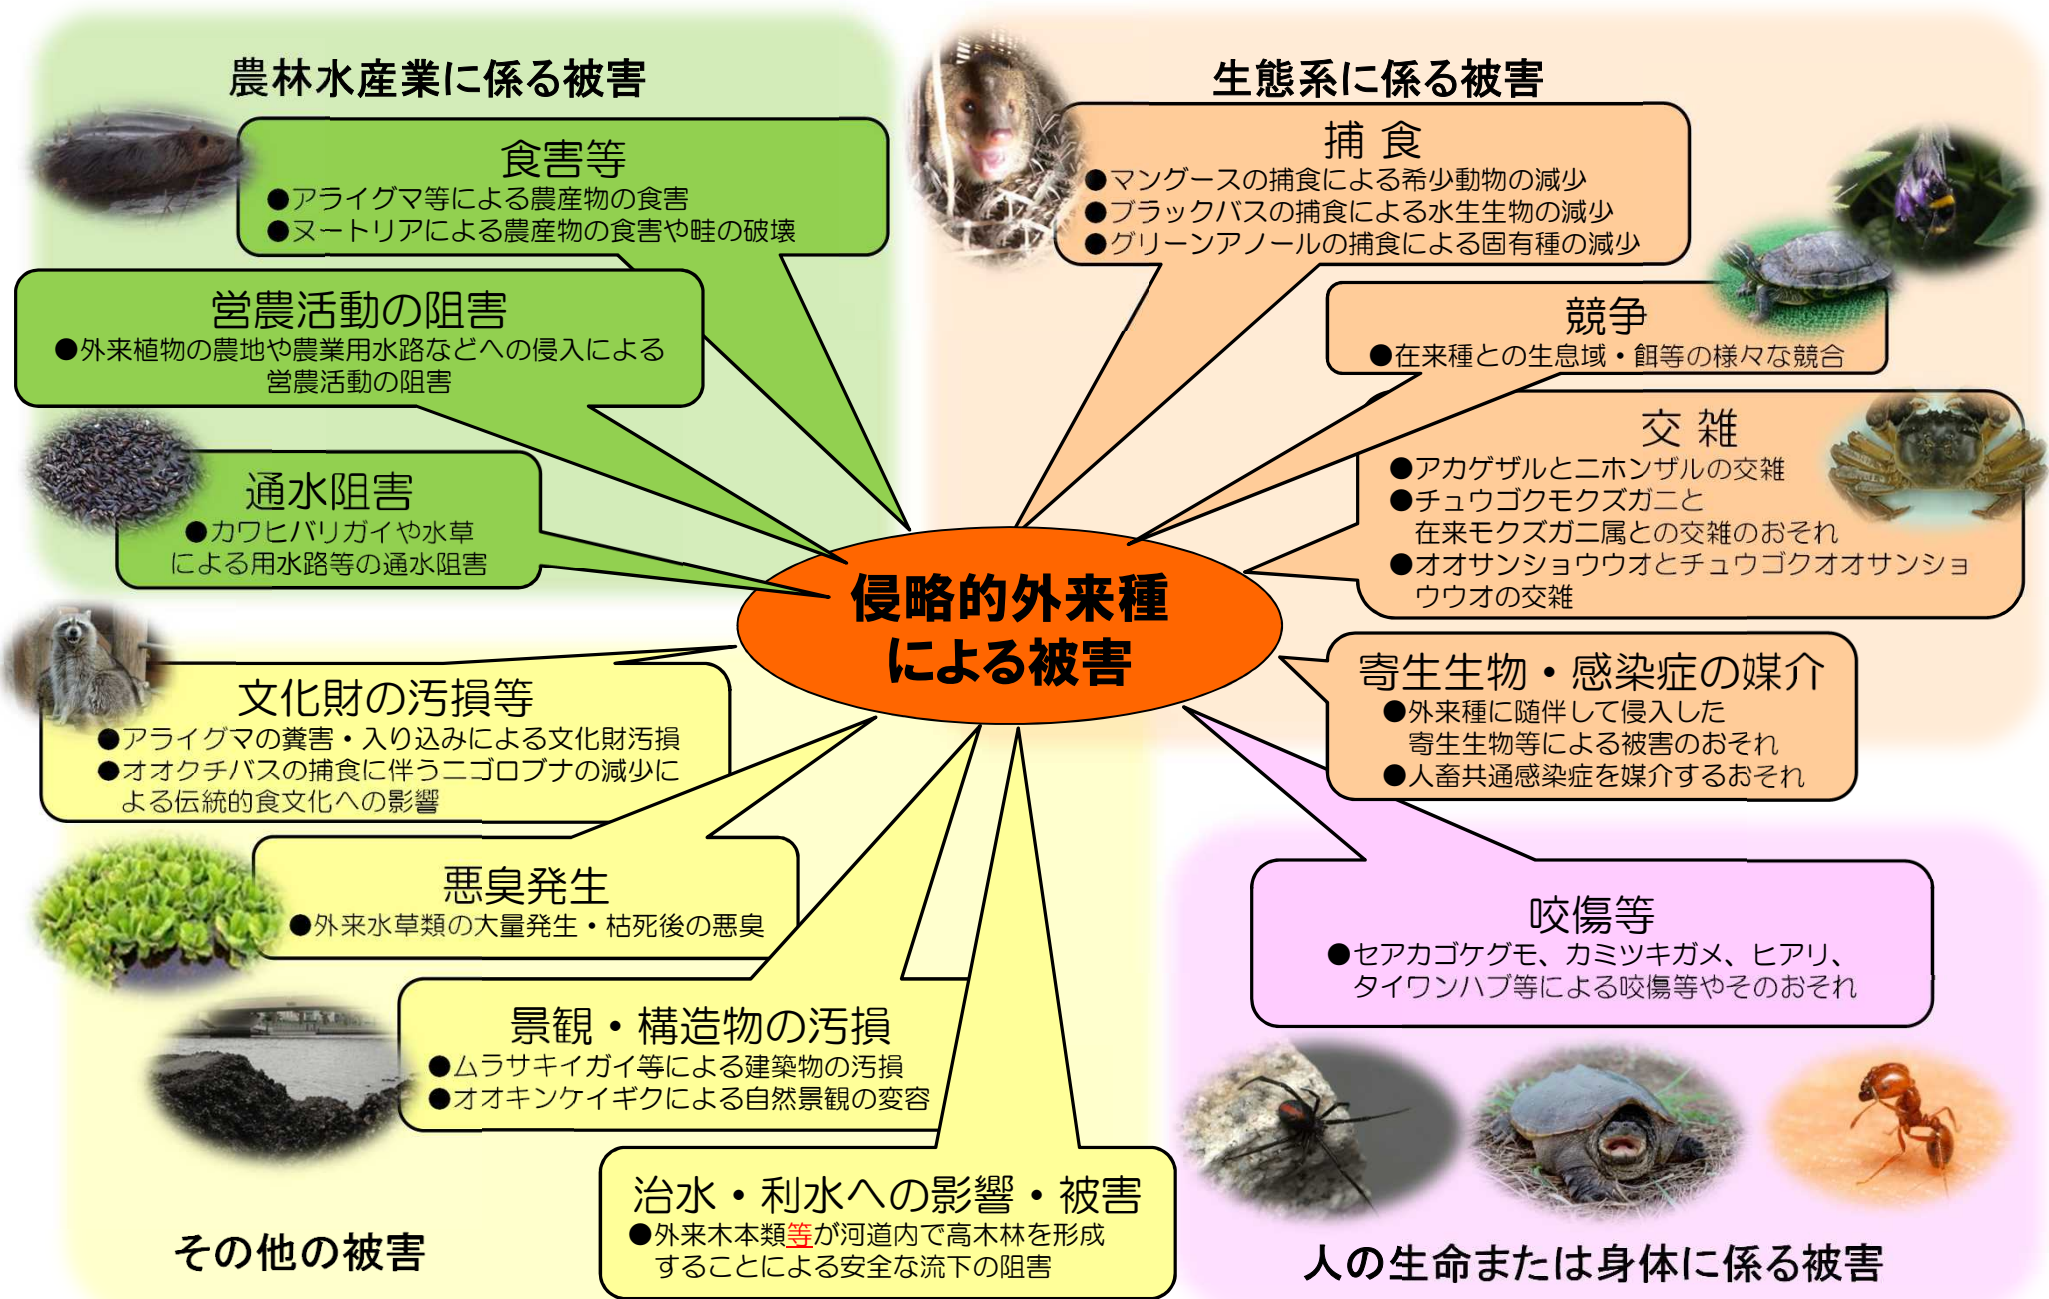 農林水産業に係る被害
食害等
●アライグマ等による農産物の食害
●ヌートリアによる農産物の食害や畦の破壊
営農活動の阻害
●外来植物の農地や農業用水路などへの侵入による
営農活動の阻害
通水阻害
●カワヒバリガイや水草
による用水路等の通水阻害
生態系に係る被害
捕 食
●マングースの捕食による希少動物の減少
●ブラックバスの捕食による水生生物の減少
●グリーンアノールの捕食による固有種の減少
競争
●在来種との生息域・餌等の様々な競合
交 雑
●アカゲザルとニホンザルの交雑
●チュウゴクモクズガニと
在来モクズガニ属との交雑のおそれ
●オオサンショウウオとチュウゴクオオサンショ
ウウオの交雑
寄生生物・感染症の媒介
●外来種に随伴して侵入した
寄生生物等による被害のおそれ
●人畜共通感染症を媒介するおそれ
侵略的外来種
による被害
文化財の汚損等
●アライグマの糞害・入り込みによる文化財汚損
●オオクチバスの捕食に伴うニゴロブナの減少に
よる伝統的食文化への影響
悪臭発生
●外来水草類の大量発生・枯死後の悪臭
景観・構造物の汚損
●ムラサキイガイ等による建築物の汚損
●オオキンケイギクによる自然景観の変容
治水・利水への影響・被害
●外来木本類等が河道内で高木林を形成
することによる安全な流下の阻害
その他の被害
咬傷等
●セアカゴケグモ、カミツキガメ、ヒアリ、
タイワンハブ等による咬傷等やそのおそれ
人の生命または身体に係る被害